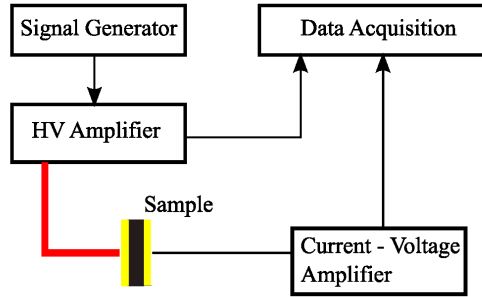 Signal Generator
Data Acquisition
HV Amplifier
Sample
Current - Voltage
Amplifier